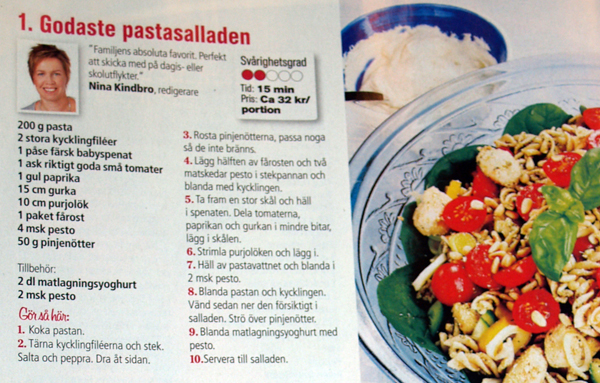 1. Godaste pastasalladen
"Familjens absoluta favorit. Perfekt
att skicka med på dagis- eller
skolutflykter."
Nina Kindbro, redigerare
Svårighetsgrad
Tid: 15 min
Pris: Ca 32 kr/
portion
200 g pasta
2 stora kycklingfiléer
1 påse färsk babyspenat
1 ask riktigt goda små tomater
1 gul paprika
15 cm gurka
10 cm purjolök
1 paket fårost
4 msk pesto
50 g pinjenötter
Tillbehör:
2 dl matlagningsyoghurt
2 msk pesto
Gör så här:
1. Koka pastan.
2. Tärna kycklingfiléerna och stek.
Salta och peppra. Dra åt sidan.
3. Rosta pinjenötterna, passa noga
så de inte bränns.
4. Lägg hälften av fårosten och två
matskedar pesto i stekpannan och
blanda med kycklingen.
5. Ta fram en stor skål och häll
i spenaten. Dela tomaterna,
paprikan och gurkan i mindre bitar,
lägg i skålen.
6. Strimla purjolöken och lägg i.
7. Häll av pastavattnet och blanda i
2 msk pesto.
8. Blanda pastan och kycklingen.
Vänd sedan ner den försiktigt i
salladen. Strö över pinjenötter.
9. Blanda matlagningsyoghurt med
pesto.
10. Servera till salladen.